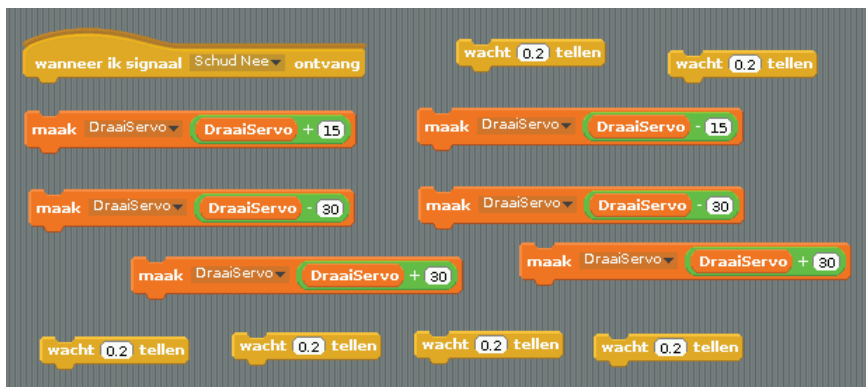 wanneer ik signaal Schud Nee ontvang
wacht 0.2 tellen
wacht 0.2 tellen
maak DraaiServo DraaiServo + 15
maak DraaiServo DraaiServo - 15
maak DraaiServo DraaiServo - 30
maak DraaiServo DraaiServo - 30
maak DraaiServo DraaiServo + 30
maak DraaiServo DraaiServo + 30
wacht 0.2 tellen
wacht 0.2 tellen
wacht 0.2 tellen
wacht 0.2 tellen